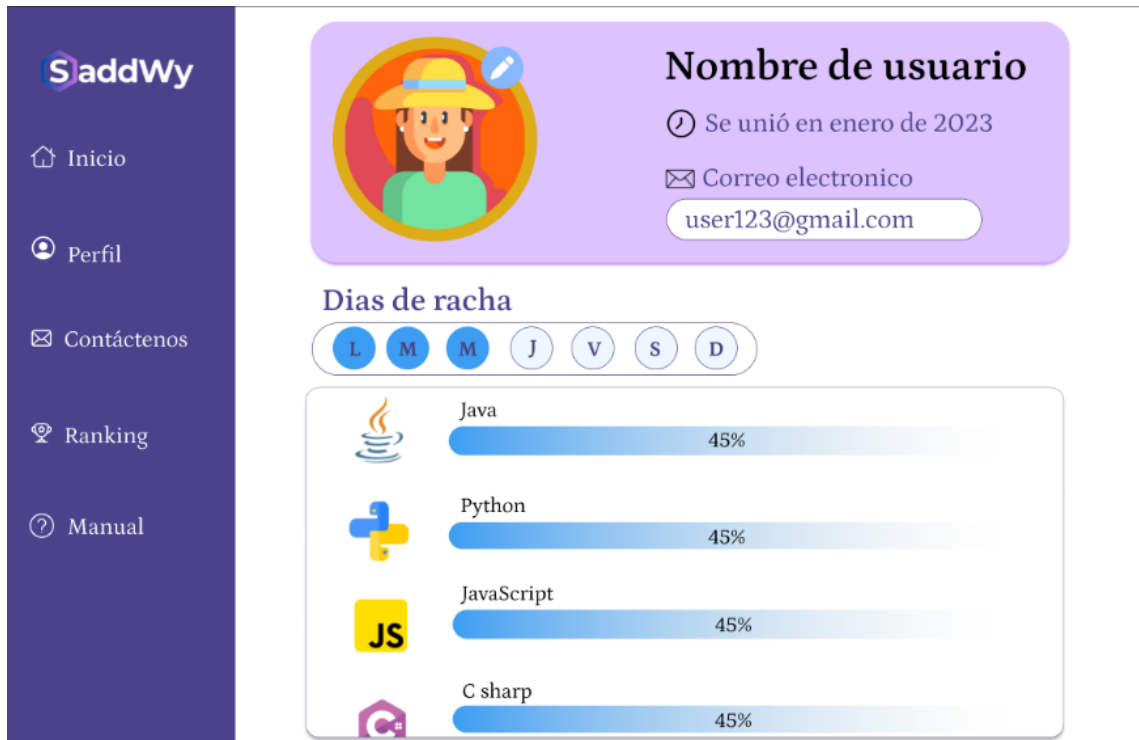 SaddWy
Inicio
Perfil
Contáctenos
Ranking
Manual
Nombre de usuario
Se unió en enero de 2023
Correo electronico
user123@gmail.com
Dias de racha
L M M J V S D
Java
45%
Python
45%
JavaScript
45%
JS
C sharp
45%
C#